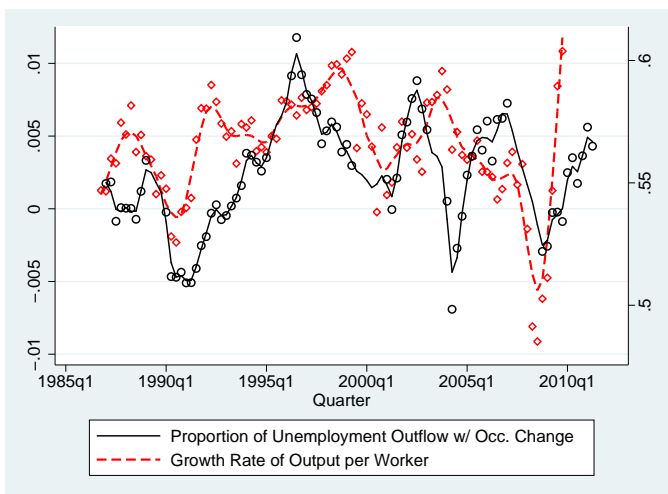 .01
.005
0
-.005
-.01
.6
.55
.5
1985q1 1990q1 1995q1 2000q1 2005q1 2010q1
Quarter
Proportion of Unemployment Outflow w/ Occ. Change
Growth Rate of Output per Worker